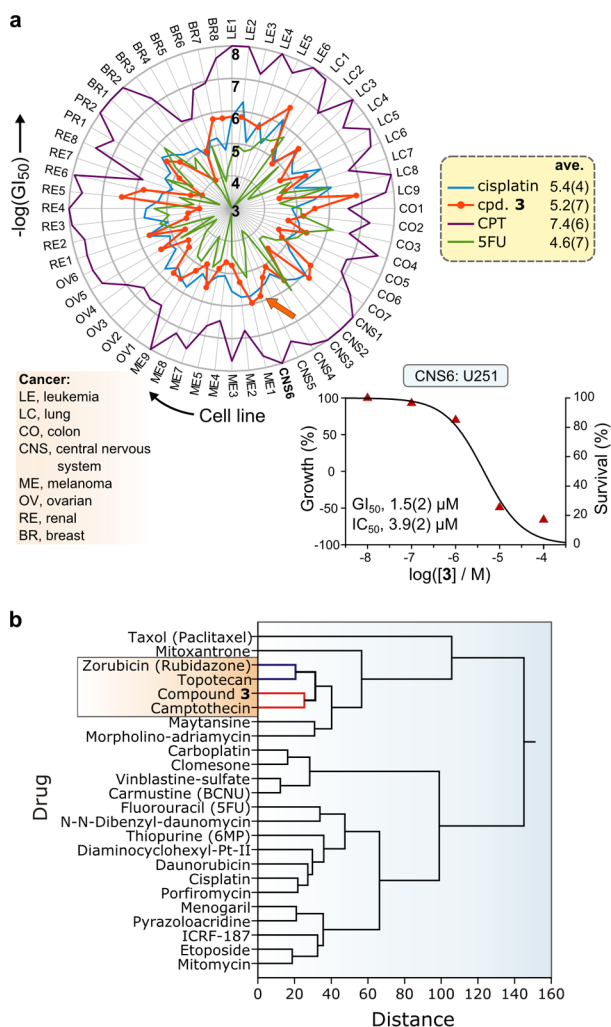 a
-log(GI50)
LE1
LE2
LE3
LE4
LE5
LE6
LC1
LC2
LC3
LC4
LC5
LC6
LC7
LC8
LC9
CO1
CO2
CO3
CO4
CO5
CO6
CO7
CNS1
CNS2
CNS3
CNS4
CNS5
CNS6
ME1
ME2
ME3
ME4
ME5
ME7
ME8
ME9
OV1
OV2
OV3
OV4
OV5
OV6
RE1
RE2
RE3
RE4
RE5
RE6
RE7
RE8
PR1
PR2
BR1
BR2
BR3
BR4
BR5
BR6
BR7
BR8
8
7
6
5
4
3
ave.
cisplatin 5.4(4)
cpd. 3 5.2(7)
CPT 7.4(6)
5FU 4.6(7)
Cell line
Cancer:
LE, leukemia
LC, lung
CO, colon
CNS, central nervous
system
ME, melanoma
OV, ovarian
RE, renal
BR, breast
CNS6: U251
Growth (%)
100
50
0
-50
-100
Survival (%)
100
80
60
40
20
0
GI50, 1.5(2) µM
IC50, 3.9(2) µM
-8 -7 -6 -5 -4 -3
log([3] / M)
b
Drug
Taxol (Paclitaxel)
Mitoxantrone
Zorubicin (Rubidazone)
Topotecan
Compound 3
Camptothecin
Maytansine
Morpholino-adriamycin
Carboplatin
Clomesone
Vinblastine-sulfate
Carmustine (BCNU)
Fluorouracil (5FU)
N-N-Dibenzyl-daunomycin
Thiopurine (6MP)
Diaminocyclohexyl-Pt-II
Daunorubicin
Cisplatin
Porfiromycin
Menogaril
Pyrazoloacridine
ICRF-187
Etoposide
Mitomycin
0 20 40 60 80 100 120 140 160
Distance